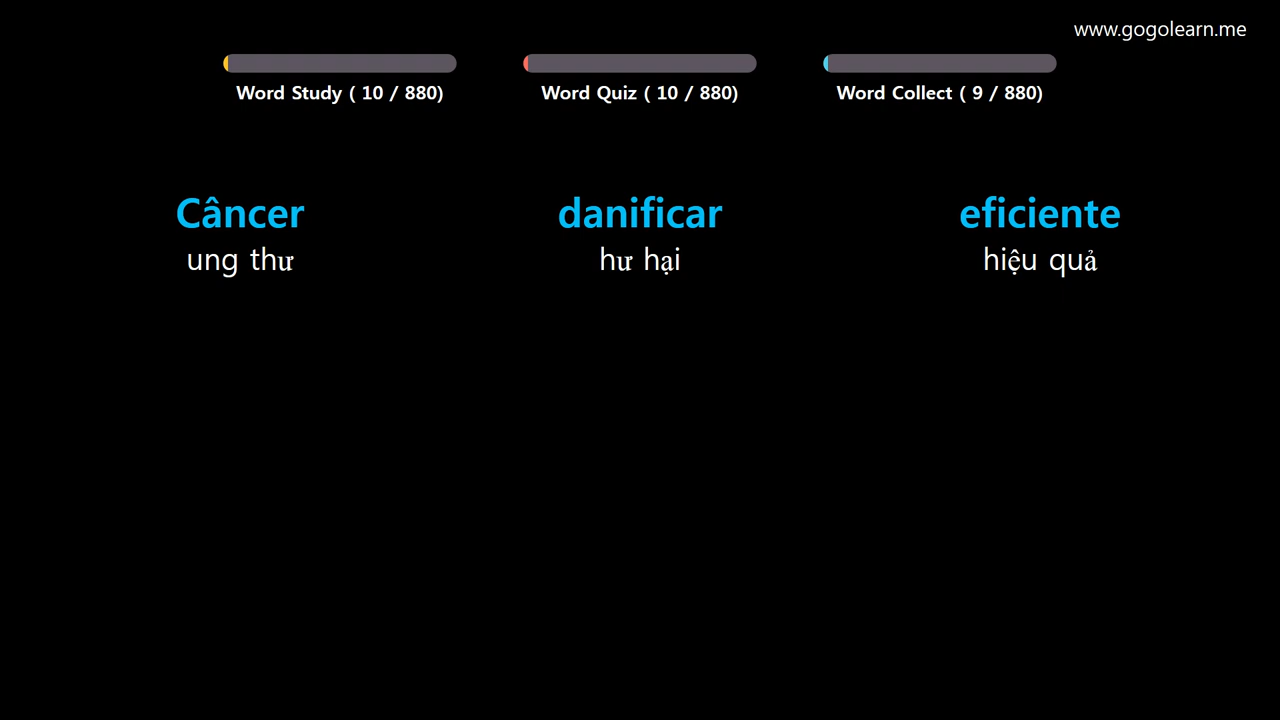 www.gogolearn.me
Word Study ( 10 / 880)
Word Quiz ( 10 / 880)
Word Collect ( 9 / 880)
Câncer
ung thư
danificar
hư hại
eficiente
hiệu quả